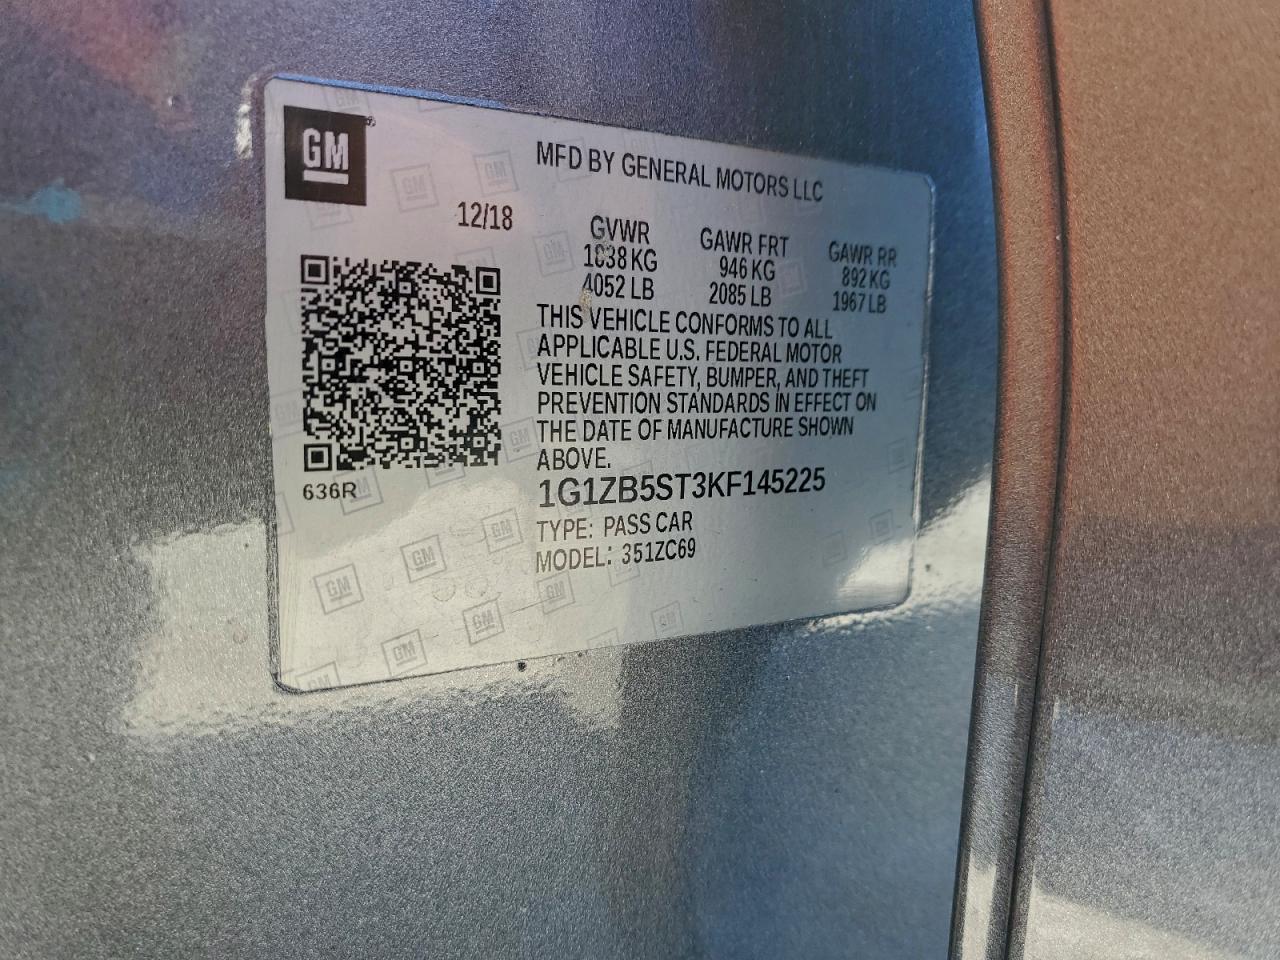 GM
MFD BY GENERAL MOTORS LLC
12/18
GVWR GAWR FRT GAWR RR
1838 KG 946 KG 892 KG
4052 LB 2085 LB 1967 LB
THIS VEHICLE CONFORMS TO ALL
APPLICABLE U.S. FEDERAL MOTOR
VEHICLE SAFETY, BUMPER, AND THEFT
PREVENTION STANDARDS IN EFFECT ON
THE DATE OF MANUFACTURE SHOWN
ABOVE.
636R
1G1ZB5ST3KF145225
TYPE: PASS CAR
MODEL: 351ZC69